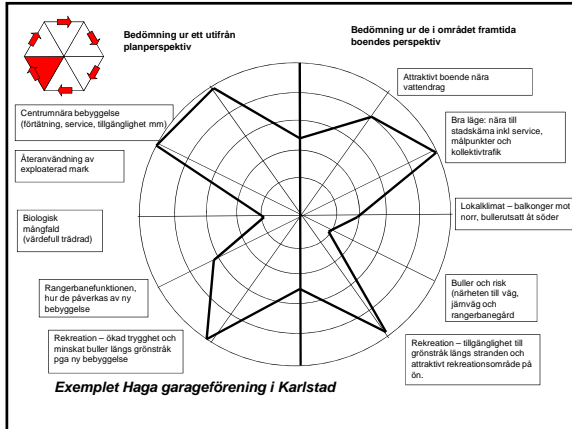 Bedömning ur ett utifrån
planperspektiv
Bedömning ur de i området framtida
boendes perspektiv
Attraktivt boende nära
vattendrag
Centrumnära bebyggelse
(förtätning, service, tillgänglighet mm)
Bra läge: nära till
stadskärna inkl service,
målpunkter och
kollektivtrafik
Återanvändning av
exploaterad mark
Biologisk
mångfald
(värdefull trädrad)
Lokalklimat – balkonger mot
norr, bullerutsatt åt söder
Rangerbanefunktionen,
hur de påverkas av ny
bebyggelse
Buller och risk
(närheten till väg,
järnväg och
rangerbanegård)
Rekreation – ökad trygghet och
minskat buller längs grönstråk
pga ny bebyggelse
Rekreation – tillgänglighet till
grönstråk längs stranden och
attraktivt rekreationsområde på
ön.
Exemplet Haga garageförening i Karlstad